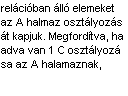 relációban álló elemeket
az A halmaz osztályozás
át kapjuk. Megfordítva, ha
adva van 1 C osztályozá
sa az A halamaznak,